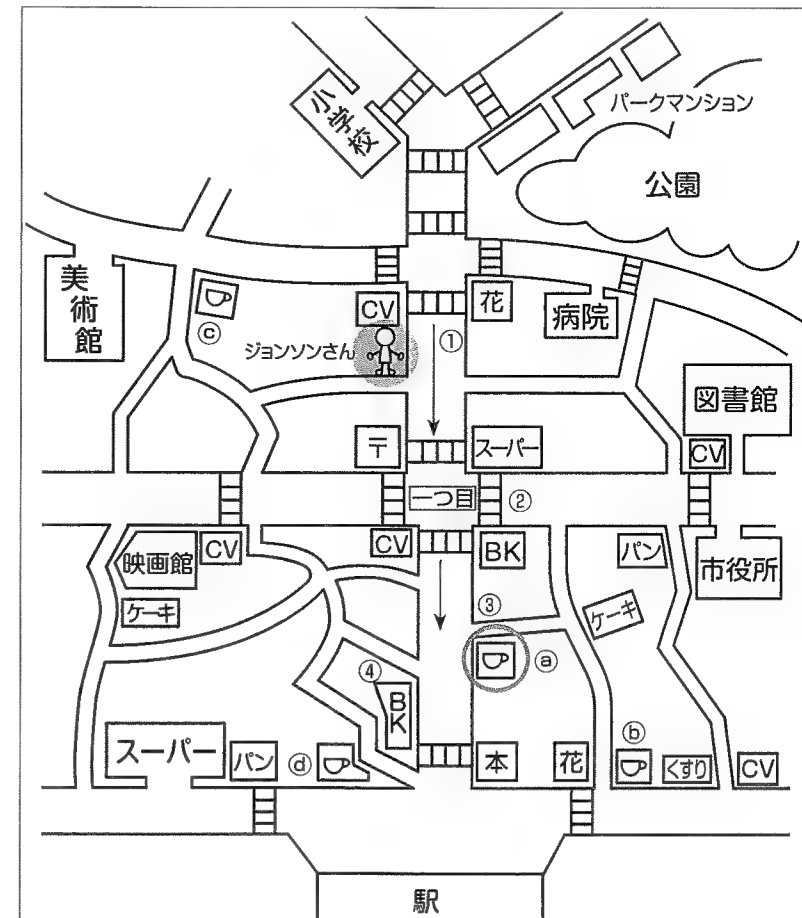 小学校
パークマンション
公園
美術館
ⓒ
CV
花
病院
ジョンソンさん
①
図書館
〒
スーパー
CV
一つ目
②
映画館
CV
CV
BK
パン
市役所
ケーキ
③
ケーキ
④
BK
ⓐ
スーパー
パン
ⓓ
本
花
ⓑ
くすり
CV
駅